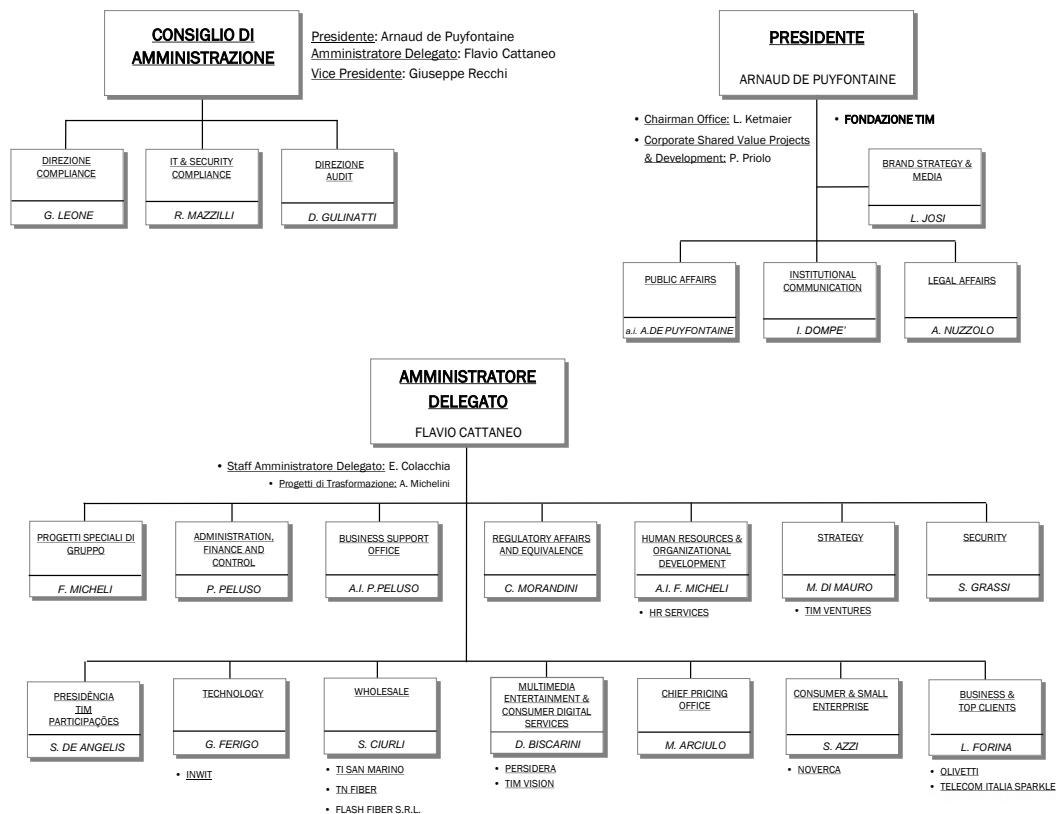 CONSIGLIO DI
AMMINISTRAZIONE
Presidente: Arnaud de Puyfontaine
Amministratore Delegato: Flavio Cattaneo
Vice Presidente: Giuseppe Recchi
DIREZIONE
COMPLIANCE
G. LEONE
IT & SECURITY
COMPLIANCE
R. MAZZILLI
DIREZIONE
AUDIT
D. GULINATTI
PRESIDENTE
ARNAUD DE PUYFONTAINE
• Chairman Office: L. Ketmaier
• Corporate Shared Value Projects
& Development: P. Priolo
• FONDAZIONE TIM
BRAND STRATEGY &
MEDIA
L. JOSI
PUBLIC AFFAIRS
a.i. A.DE PUYFONTAINE
INSTITUTIONAL
COMMUNICATION
I. DOMPE'
LEGAL AFFAIRS
A. NUZZOLO
AMMINISTRATORE
DELEGATO
FLAVIO CATTANEO
• Staff Amministratore Delegato: E. Colacchia
• Progetti di Trasformazione: A. Michelini
PROGETTI SPECIALI DI
GRUPPO
F. MICHELI
ADMINISTRATION,
FINANCE AND
CONTROL
P. PELUSO
BUSINESS SUPPORT
OFFICE
A.I. P.PELUSO
REGULATORY AFFAIRS
AND EQUIVALENCE
C. MORANDINI
HUMAN RESOURCES &
ORGANIZATIONAL
DEVELOPMENT
A.I. F. MICHELI
• HR SERVICES
STRATEGY
M. DI MAURO
• TIM VENTURES
SECURITY
S. GRASSI
PRESIDÊNCIA
TIM
PARTICIPAÇÕES
S. DE ANGELIS
TECHNOLOGY
G. FERIGO
• INWIT
WHOLESALE
S. CIURLI
• TI SAN MARINO
• TN FIBER
• FLASH FIBER S.R.L.
MULTIMEDIA
ENTERTAINMENT &
CONSUMER DIGITAL
SERVICES
D. BISCARINI
• PERSIDERA
• TIM VISION
CHIEF PRICING
OFFICE
M. ARCIULO
CONSUMER & SMALL
ENTERPRISE
S. AZZI
• NOVERCA
BUSINESS &
TOP CLIENTS
L. FORINA
• OLIVETTI
• TELECOM ITALIA SPARKLE